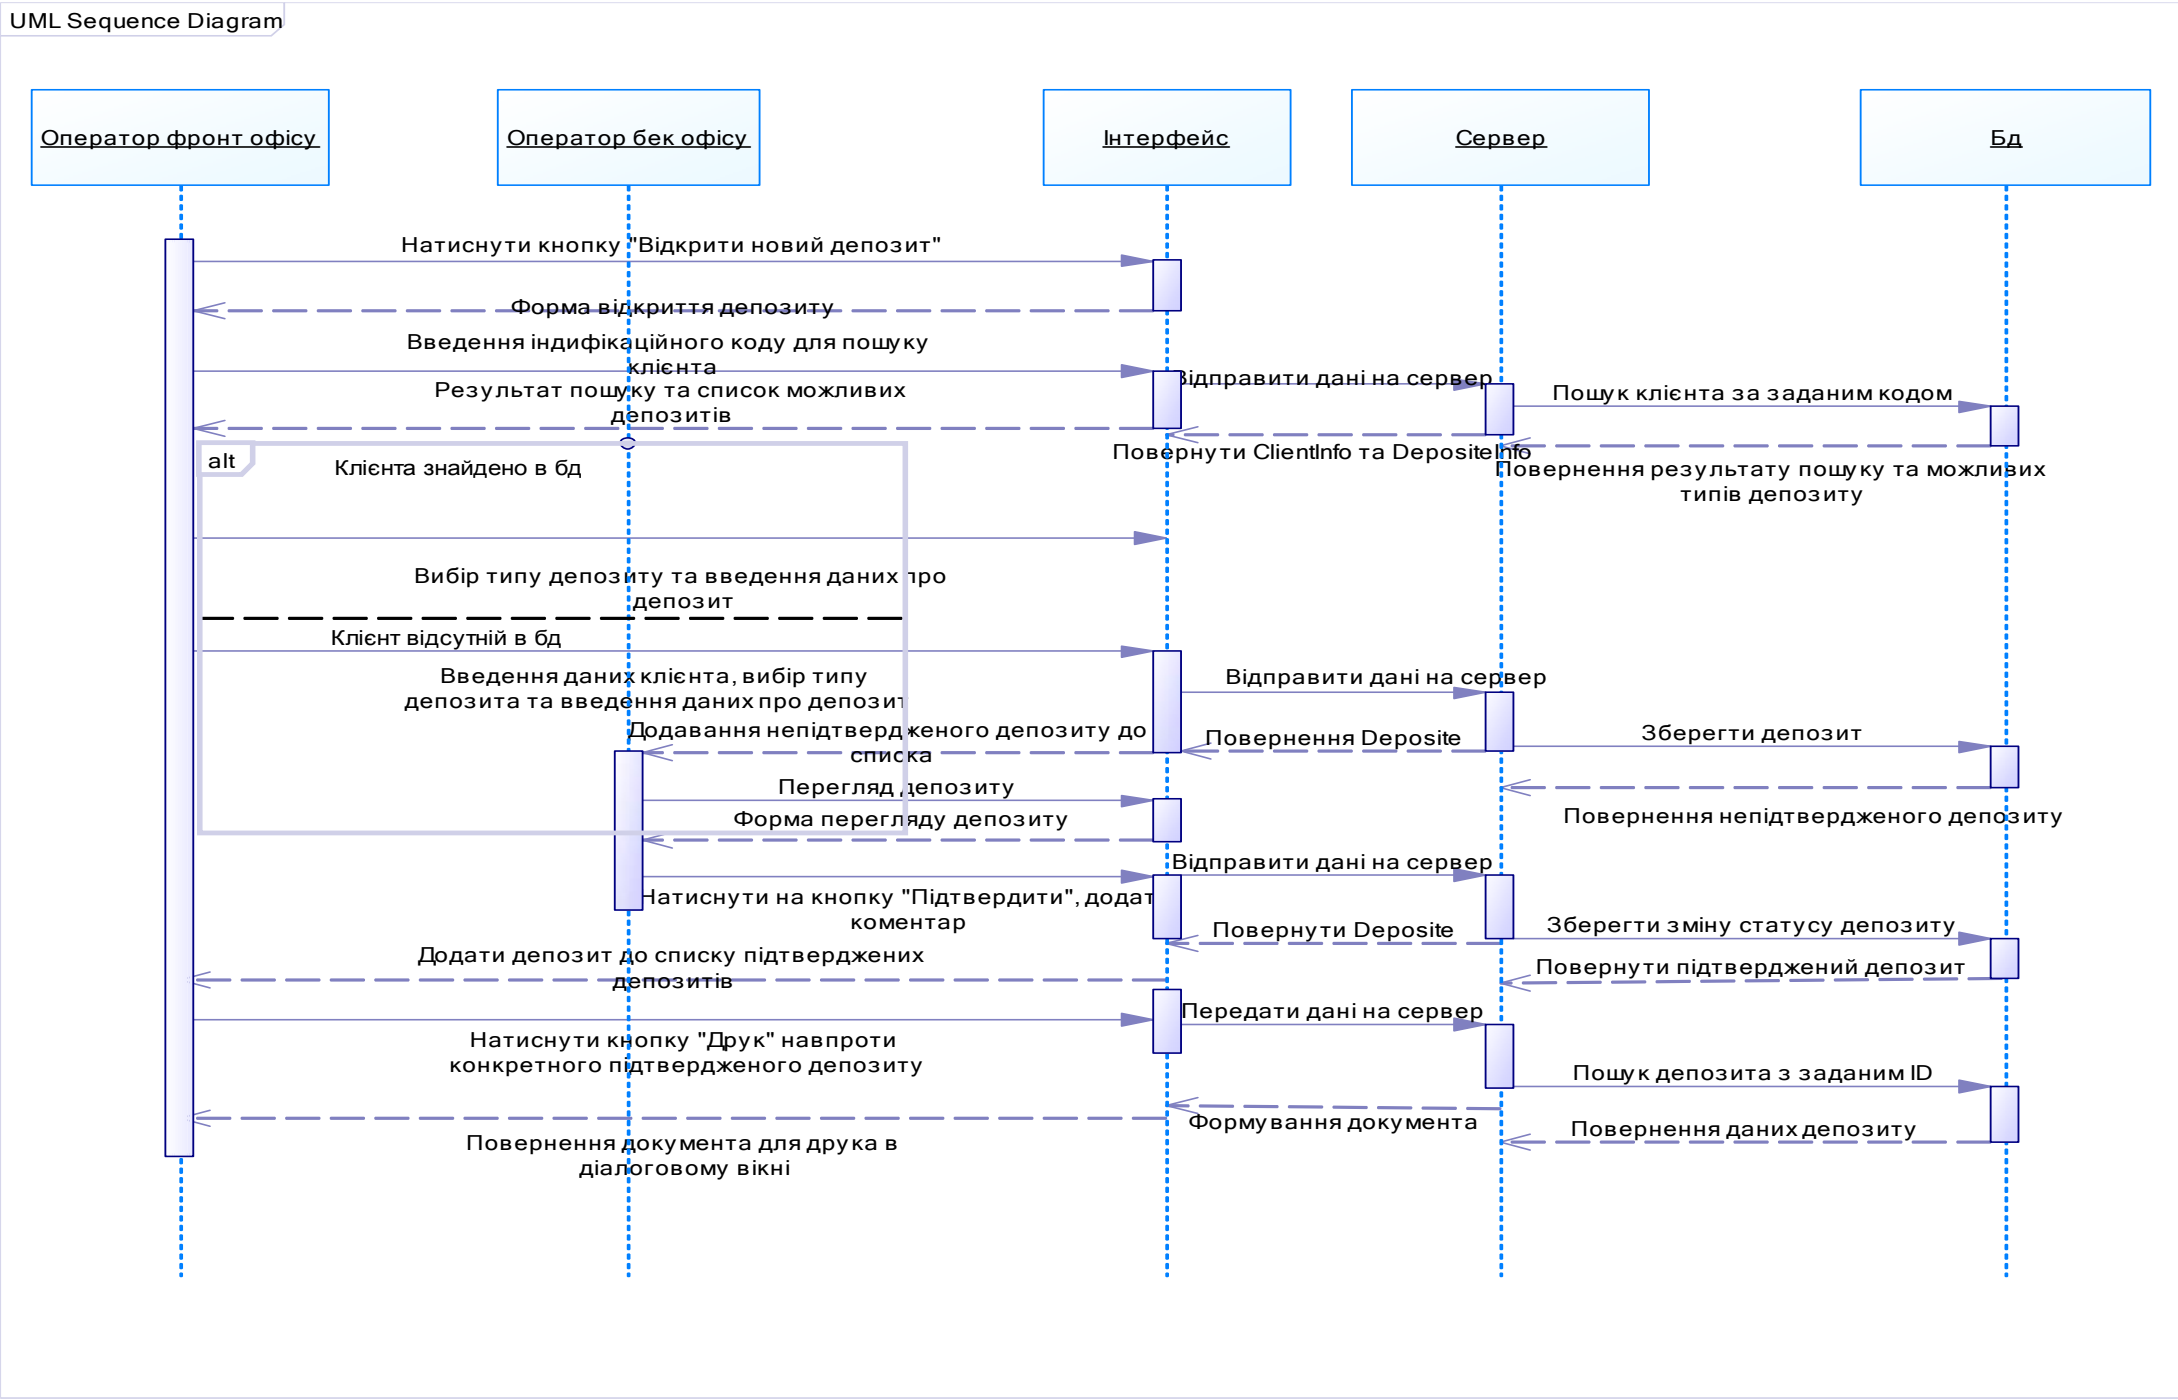 UML Sequence Diagram
Оператор фронт офісу
Оператор бек офісу
Інтерфейс
Сервер
Бд
Натиснути кнопку "Відкрити новий депозит"
Форма відкриття депозиту
Введення індифікаційного коду для пошуку
клієнта
Відправити дані на сервер
Пошук клієнта за заданим кодом
Результат пошуку та список можливих
депозитів
Повернути ClientInfo та DepositeInfo
Повернення результату пошуку та можливих
типів депозиту
alt
Клієнта знайдено в бд
Вибір типу депозиту та введення даних про
депозит
Клієнт відсутній в бд
Введення даних клієнта, вибір типу
депозита та введення даних про депозит
Відправити дані на сервер
Додавання непідтвердженого депозиту до
списка
Повернення Deposite
Зберегти депозит
Перегляд депозиту
Форма перегляду депозиту
Повернення непідтвердженого депозиту
Відправити дані на сервер
Натиснути на кнопку "Підтвердити", додат
коментар
Повернути Deposite
Зберегти зміну статусу депозиту
Додати депозит до списку підтверджених
депозитів
Повернути підтверджений депозит
Передати дані на сервер
Натиснути кнопку "Друк" навпроти
конкретного підтвердженого депозиту
Пошук депозита з заданим ID
Формування документа
Повернення даних депозиту
Повернення документа для друка в
діалоговому вікні